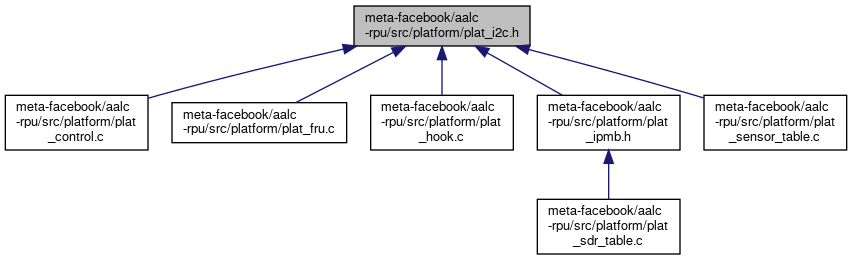 meta-facebook/aalc
-rpu/src/platform/plat_i2c.h
meta-facebook/aalc
-rpu/src/platform/plat
_control.c
meta-facebook/aalc
-rpu/src/platform/plat_fru.c
meta-facebook/aalc
-rpu/src/platform/plat
_hook.c
meta-facebook/aalc
-rpu/src/platform/plat
_ipmb.h
meta-facebook/aalc
-rpu/src/platform/plat
_sensor_table.c
meta-facebook/aalc
-rpu/src/platform/plat
_sdr_table.c